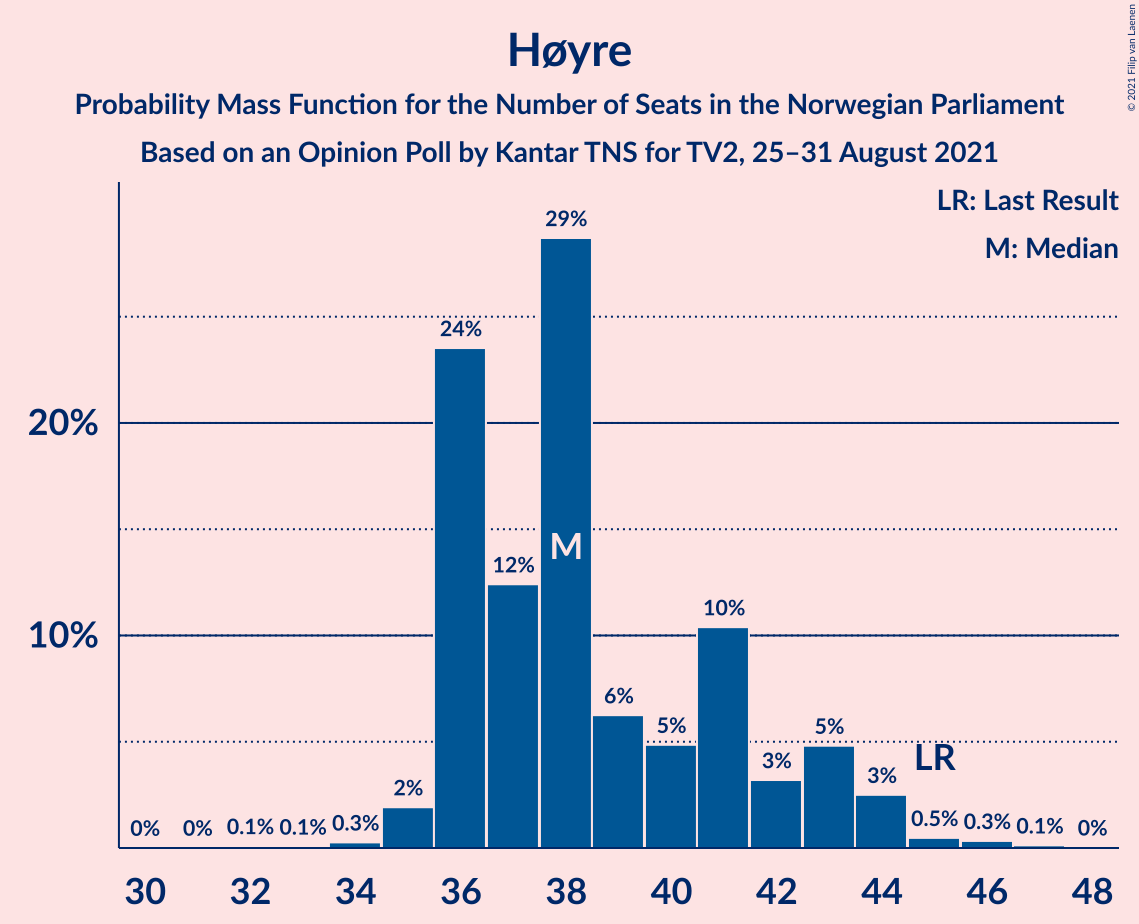 Høyre
Probability Mass Function for the Number of Seats in the Norwegian Parliament
Based on an Opinion Poll by Kantar TNS for TV2, 25–31 August 2021
© 2021 Filip van Laenen
LR: Last Result
M: Median
20%
10%
0%
0%
0.1%
0.1%
0.3%
2%
24%
12%
29%
M
6%
5%
10%
3%
5%
3%
LR
0.5%
0.3%
0.1%
0%
30 32 34 36 38 40 42 44 46 48